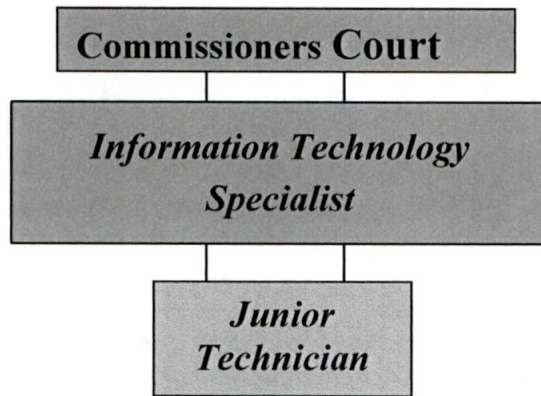 Commissioners Court
Information Technology
Specialist
Junior
Technician